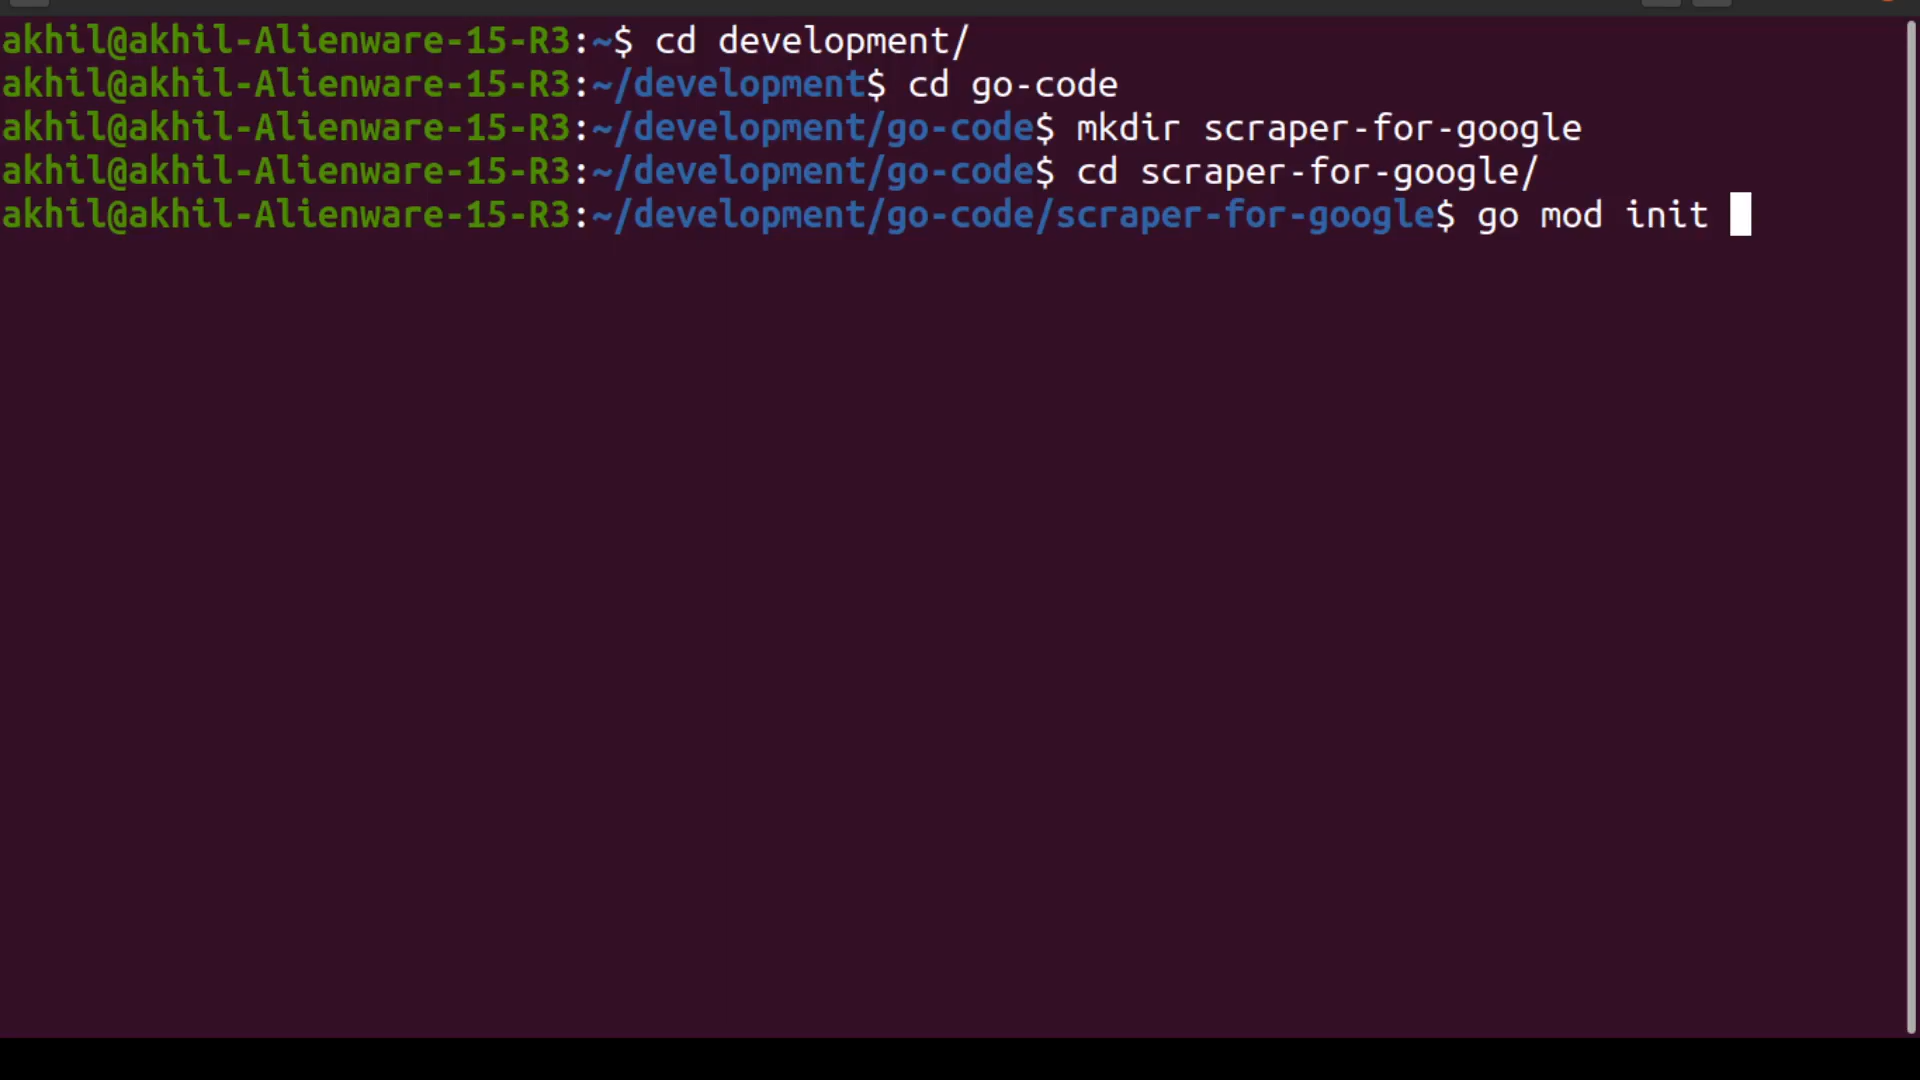 akhil@akhil-Alienware-15-R3:~$ cd development/
akhil@akhil-Alienware-15-R3:~/development$ cd go-code
akhil@akhil-Alienware-15-R3:~/development/go-code$ mkdir scraper-for-google
akhil@akhil-Alienware-15-R3:~/development/go-code$ cd scraper-for-google/
akhil@akhil-Alienware-15-R3:~/development/go-code/scraper-for-google$ go mod init